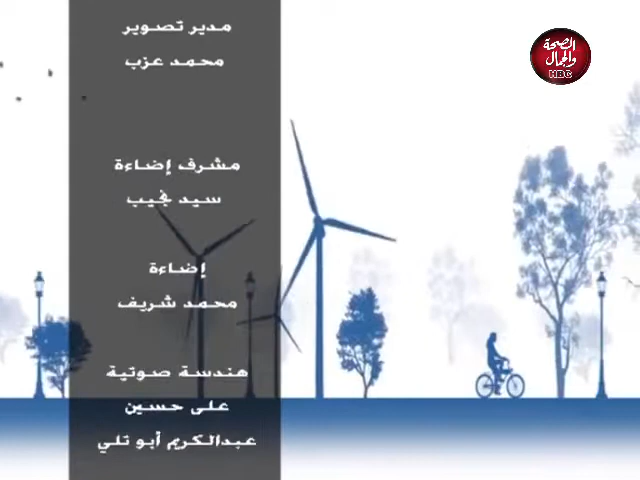 مدير تصوير
محمد عزب
الصحة
والجمال
HBC
مشرف إضاءة
سيد نجيب
إضاءة
محمد شريف
هندسة صوتية
على حسين
عبدالكريم أبو تلي